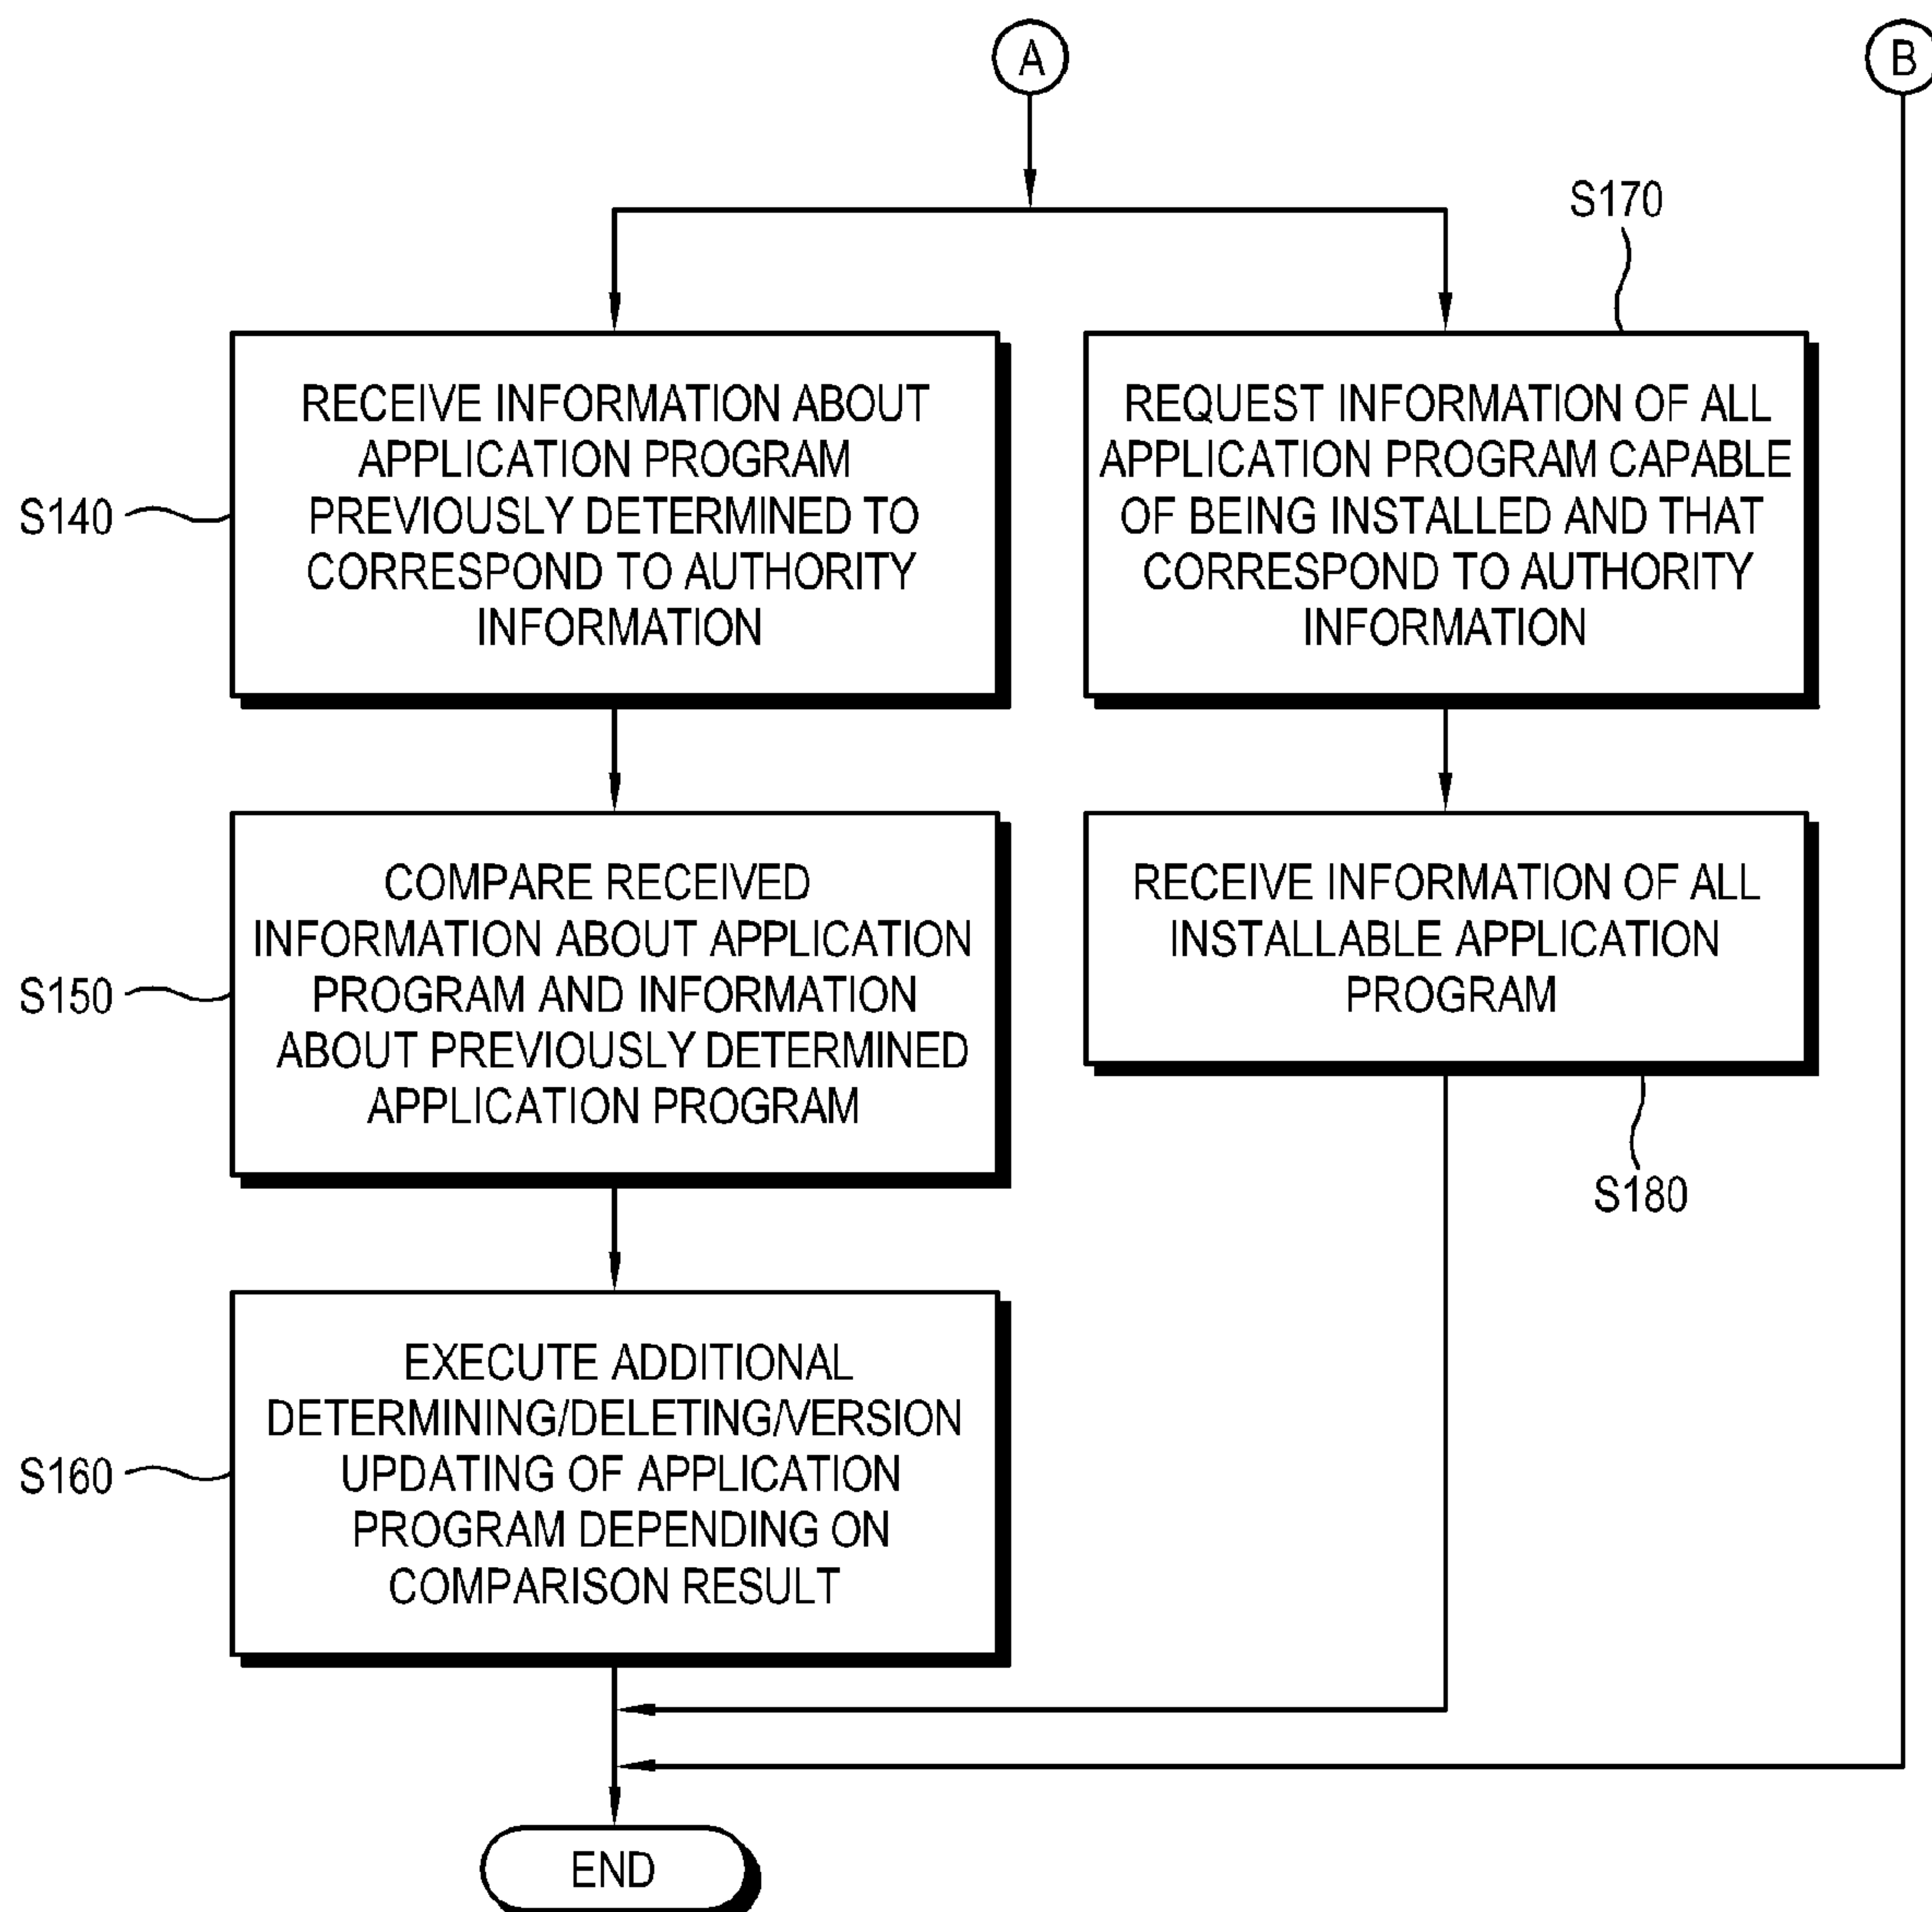 A
B
S170
RECEIVE INFORMATION ABOUT
APPLICATION PROGRAM
PREVIOUSLY DETERMINED TO
CORRESPOND TO AUTHORITY
INFORMATION
S140
REQUEST INFORMATION OF ALL
APPLICATION PROGRAM CAPABLE
OF BEING INSTALLED AND THAT
CORRESPOND TO AUTHORITY
INFORMATION
COMPARE RECEIVED
INFORMATION ABOUT APPLICATION
PROGRAM AND INFORMATION
ABOUT PREVIOUSLY DETERMINED
APPLICATION PROGRAM
S150
RECEIVE INFORMATION OF ALL
INSTALLABLE APPLICATION
PROGRAM
S180
EXECUTE ADDITIONAL
DETERMINING/DELETING/VERSION
UPDATING OF APPLICATION
PROGRAM DEPENDING ON
COMPARISON RESULT
S160
END